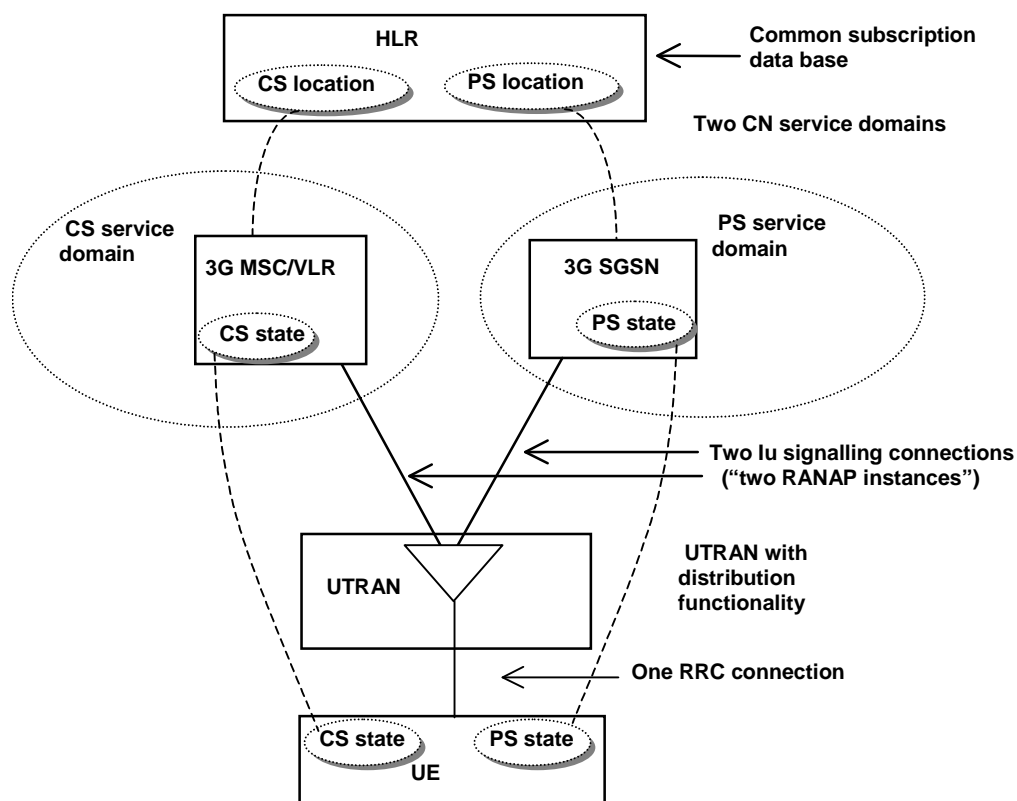 HLR
Common subscription
data base
CS location
PS location
Two CN service domains
CS service
domain
PS service
domain
3G MSC/VLR
3G SGSN
CS state
PS state
Two Iu signalling connections
(“two RANAP instances”)
UTRAN
UTRAN with
distribution
functionality
One RRC connection
CS state
PS state
UE